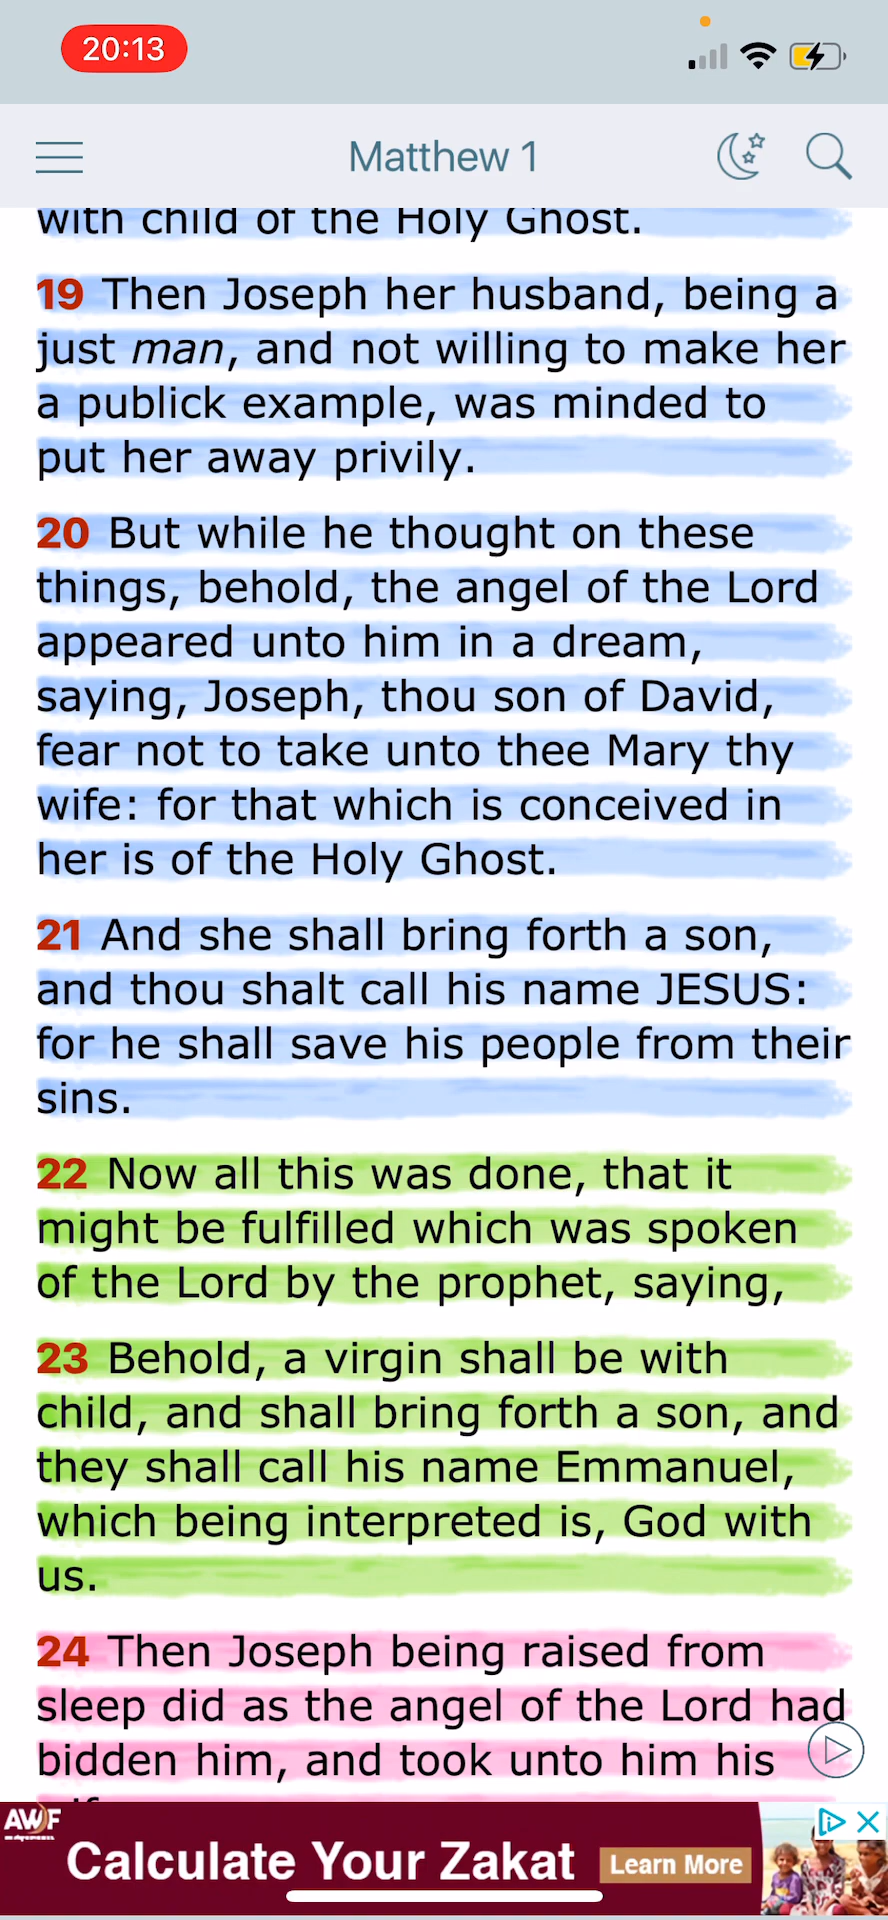 20:13
Matthew 1
with child of the Holy Ghost.
19 Then Joseph her husband, being a
just man, and not willing to make her
a publick example, was minded to
put her away privily.
20 But while he thought on these
things, behold, the angel of the Lord
appeared unto him in a dream,
saying, Joseph, thou son of David,
fear not to take unto thee Mary thy
wife: for that which is conceived in
her is of the Holy Ghost.
21 And she shall bring forth a son,
and thou shalt call his name JESUS:
for he shall save his people from their
sins.
22 Now all this was done, that it
might be fulfilled which was spoken
of the Lord by the prophet, saying,
23 Behold, a virgin shall be with
child, and shall bring forth a son, and
they shall call his name Emmanuel,
which being interpreted is, God with
us.
24 Then Joseph being raised from
sleep did as the angel of the Lord had
bidden him, and took unto him his
AWF
Calculate Your Zakat
Learn More